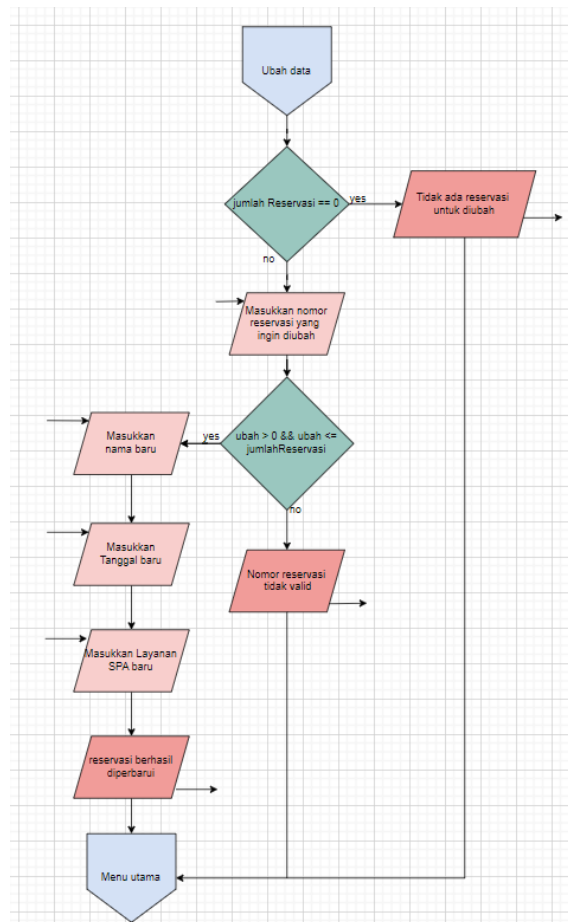 Ubah data
jumlah Reservasi == 0
yes
Tidak ada reservasi
untuk diubah
no
Masukkan nomor
reservasi yang
ingin diubah
ubah > 0 && ubah <=
jumlahReservasi
yes
Masukkan
nama baru
no
Masukkan
Tanggal baru
Nomor reservasi
tidak valid
Masukkan Layanan
SPA baru
reservasi berhasil
diperbarui
Menu utama